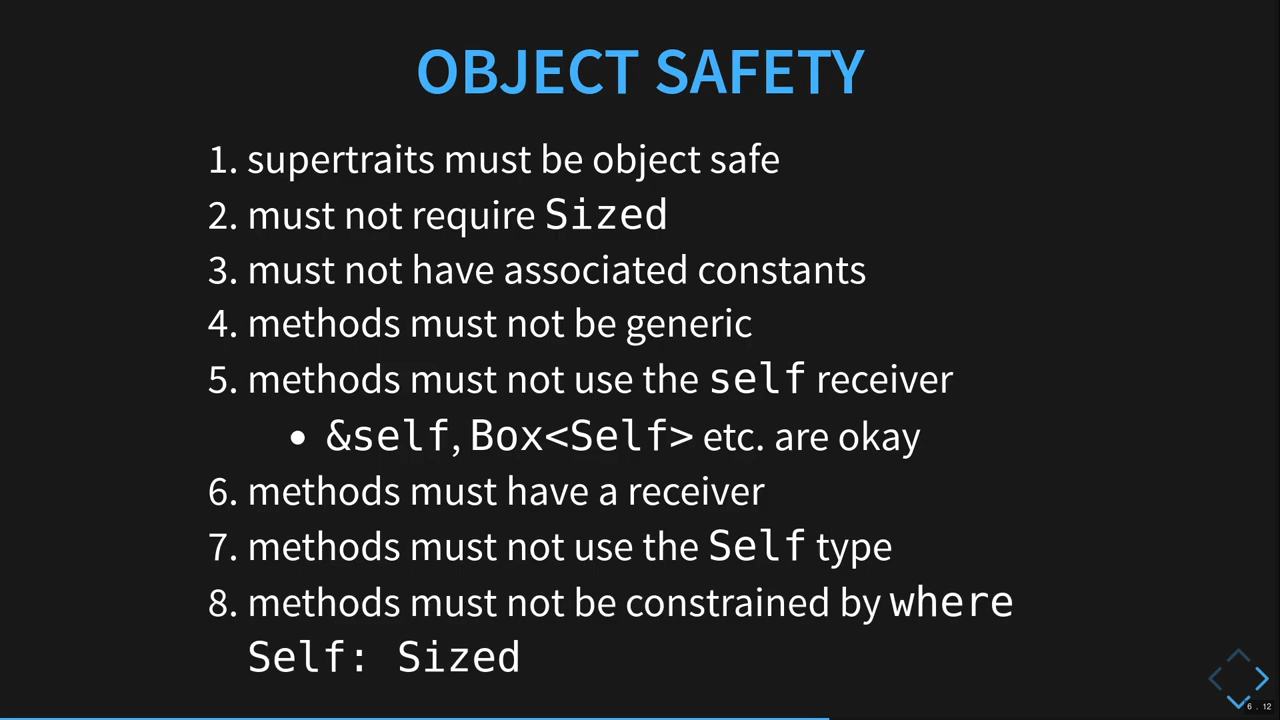 OBJECT SAFETY
1. supertraits must be object safe
2. must not require Sized
3. must not have associated constants
4. methods must not be generic
5. methods must not use the self receiver
• &self, Box<Self> etc. are okay
6. methods must have a receiver
7. methods must not use the Self type
8. methods must not be constrained by where
Self: Sized
6 . 12